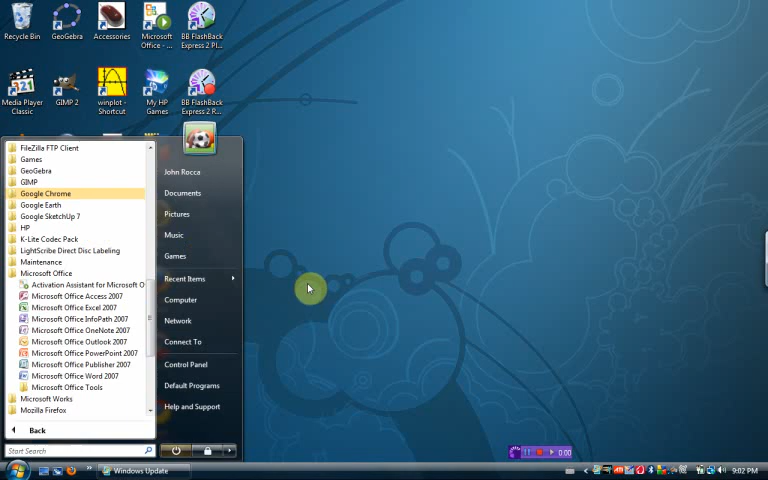 Recycle Bin
GeoGebra
Accessories
Microsoft Office - ...
BB FlashBack Express 2 Pl...
Media Player Classic
GIMP 2
winplot - Shortcut
My HP Games
BB FlashBack Express 2 R...
FileZilla FTP Client
Games
GeoGebra
GIMP
Google Chrome
Google Earth
Google SketchUp 7
HP
K-Lite Codec Pack
LightScribe Direct Disc Labeling
Maintenance
Microsoft Office
Activation Assistant for Microsoft O
Microsoft Office Access 2007
Microsoft Office Excel 2007
Microsoft Office InfoPath 2007
Microsoft Office OneNote 2007
Microsoft Office Outlook 2007
Microsoft Office PowerPoint 2007
Microsoft Office Publisher 2007
Microsoft Office Word 2007
Microsoft Office Tools
Microsoft Works
Mozilla Firefox
Back
Start Search
John Rocca
Documents
Pictures
Music
Games
Recent Items
Computer
Network
Connect To
Control Panel
Default Programs
Help and Support
0:00
Windows Update
9:02 PM